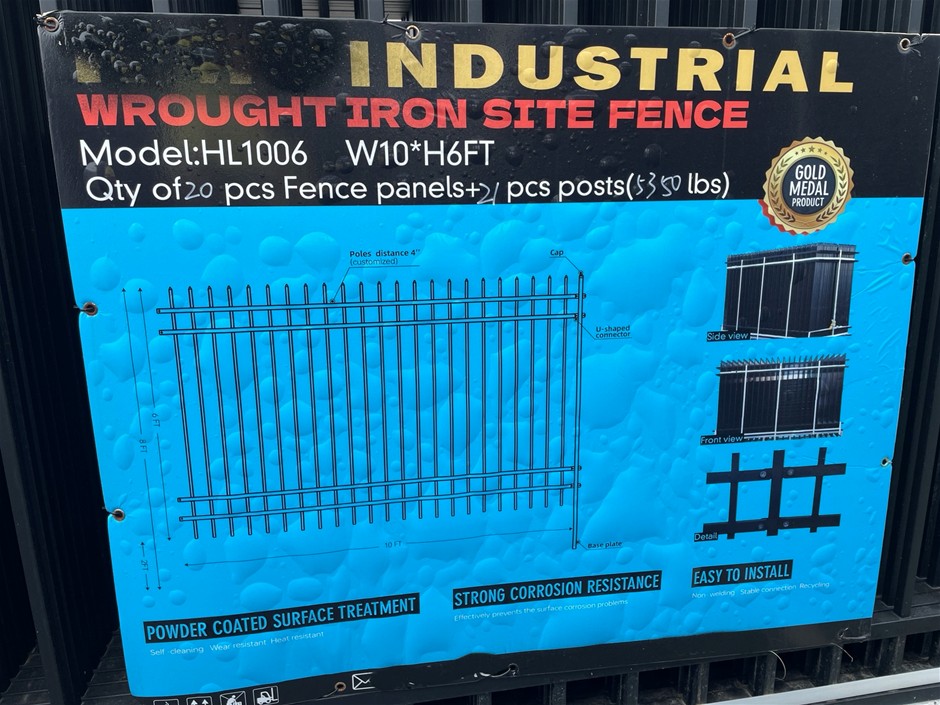 INDUSTRIAL
WROUGHT IRON SITE FENCE
Model:HL1006 W10*H6FT
Qty of 20 pcs Fence panels+21 pcs posts(5350 lbs)
GOLD
MEDAL
PRODUCT
Poles distance 4"
(customized)
Cap
U-shaped
connector
Side view
6 FT
8 FT
Front view
2FT
10 FT
Base plate
Detail
POWDER COATED SURFACE TREATMENT
Self cleaning Wear resistant Heat resistant
STRONG CORROSION RESISTANCE
Effectively prevents the surface corrosion problems
EASY TO INSTALL
Non welding Stable connection Recycling